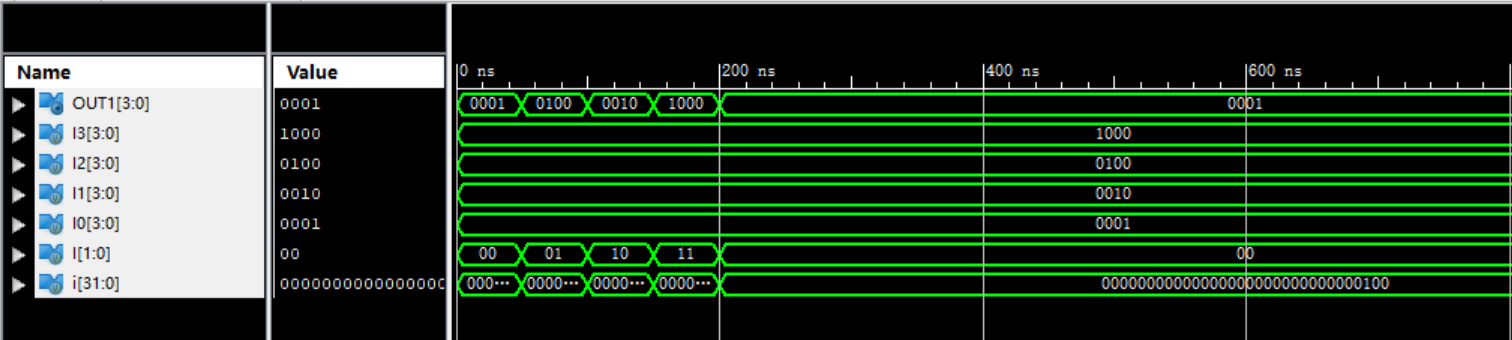 0 ns 200 ns 400 ns 600 ns
Name Value
OUT1[3:0] 0001 0001 0100 0010 1000 0001
I3[3:0] 1000 1000
I2[3:0] 0100 0100
I1[3:0] 0010 0010
I0[3:0] 0001 0001
I[1:0] 00 00 01 10 11 00
i[31:0] 0000000000000000 000··· 0000··· 0000··· 0000··· 00000000000000000000000000000100